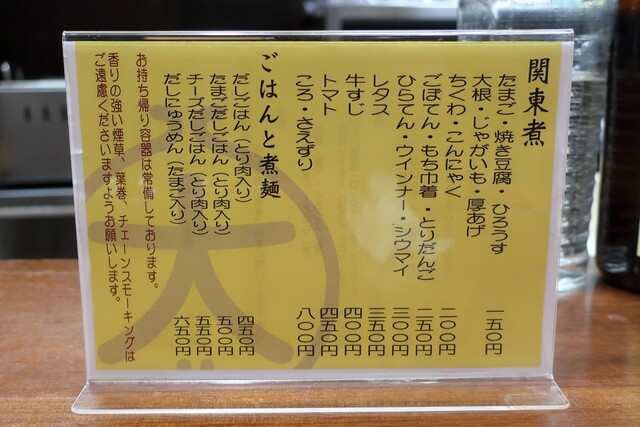 関東煮
たまご・焼き豆腐・ひろうす
大根・じゃがいも・厚あげ 一五〇円
ちくわ・こんにゃく 二〇〇円
ごぼてん・もち巾着・とりだんご 二五〇円
ひらてん・ウインナー・シウマイ 三〇〇円
レタス 三五〇円
牛すじ 四〇〇円
トマト 四五〇円
ころ・さえずり 八〇〇円
ごはんと煮麺
だしごはん(とり肉入り) 四五〇円
たまごだしごはん(とり肉入り) 五〇〇円
チーズだしごはん(とり肉入り) 五五〇円
だしにゅうめん(たまご入り) 六五〇円
お持ち帰り容器は常備しております。
香りの強い煙草、葉巻、チェーンスモーキングは
ご遠慮くださいますようお願いします。